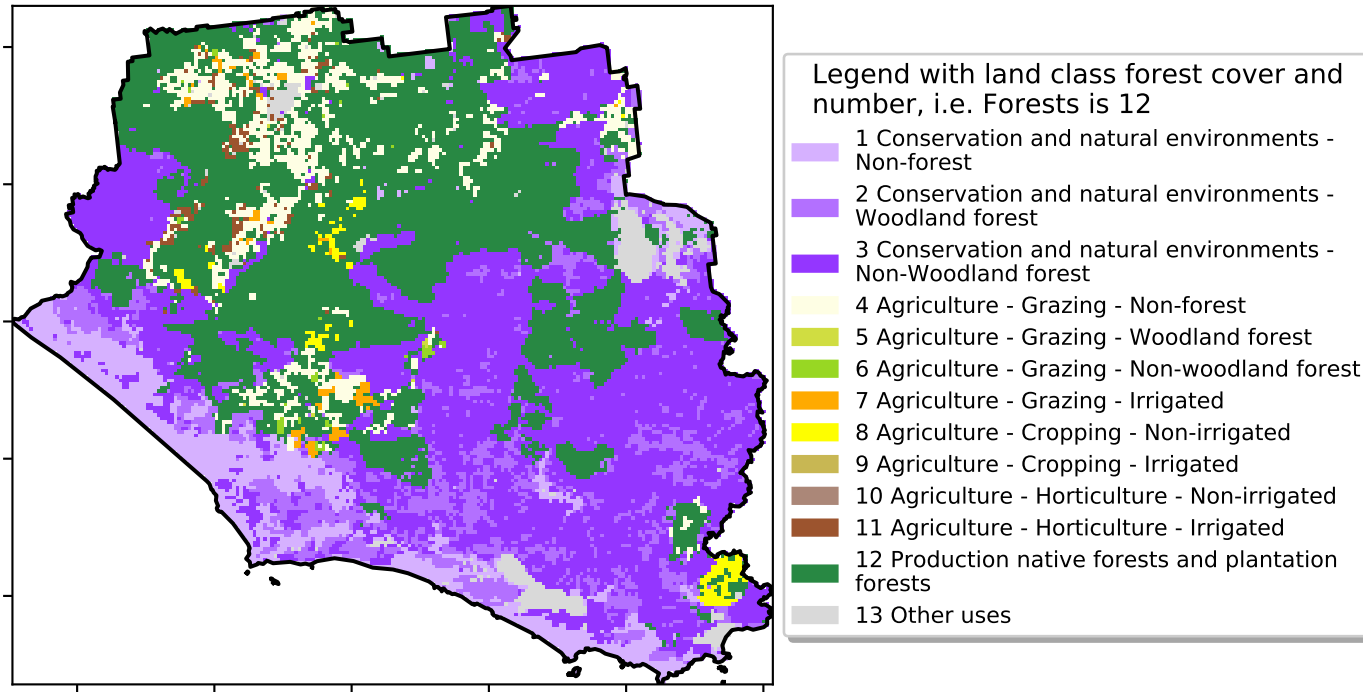 Legend with land class forest cover and
number, i.e. Forests is 12
1 Conservation and natural environments -
Non-forest
2 Conservation and natural environments -
Woodland forest
3 Conservation and natural environments -
Non-Woodland forest
4 Agriculture - Grazing - Non-forest
5 Agriculture - Grazing - Woodland forest
6 Agriculture - Grazing - Non-woodland forest
7 Agriculture - Grazing - Irrigated
8 Agriculture - Cropping - Non-irrigated
9 Agriculture - Cropping - Irrigated
10 Agriculture - Horticulture - Non-irrigated
11 Agriculture - Horticulture - Irrigated
12 Production native forests and plantation
forests
13 Other uses